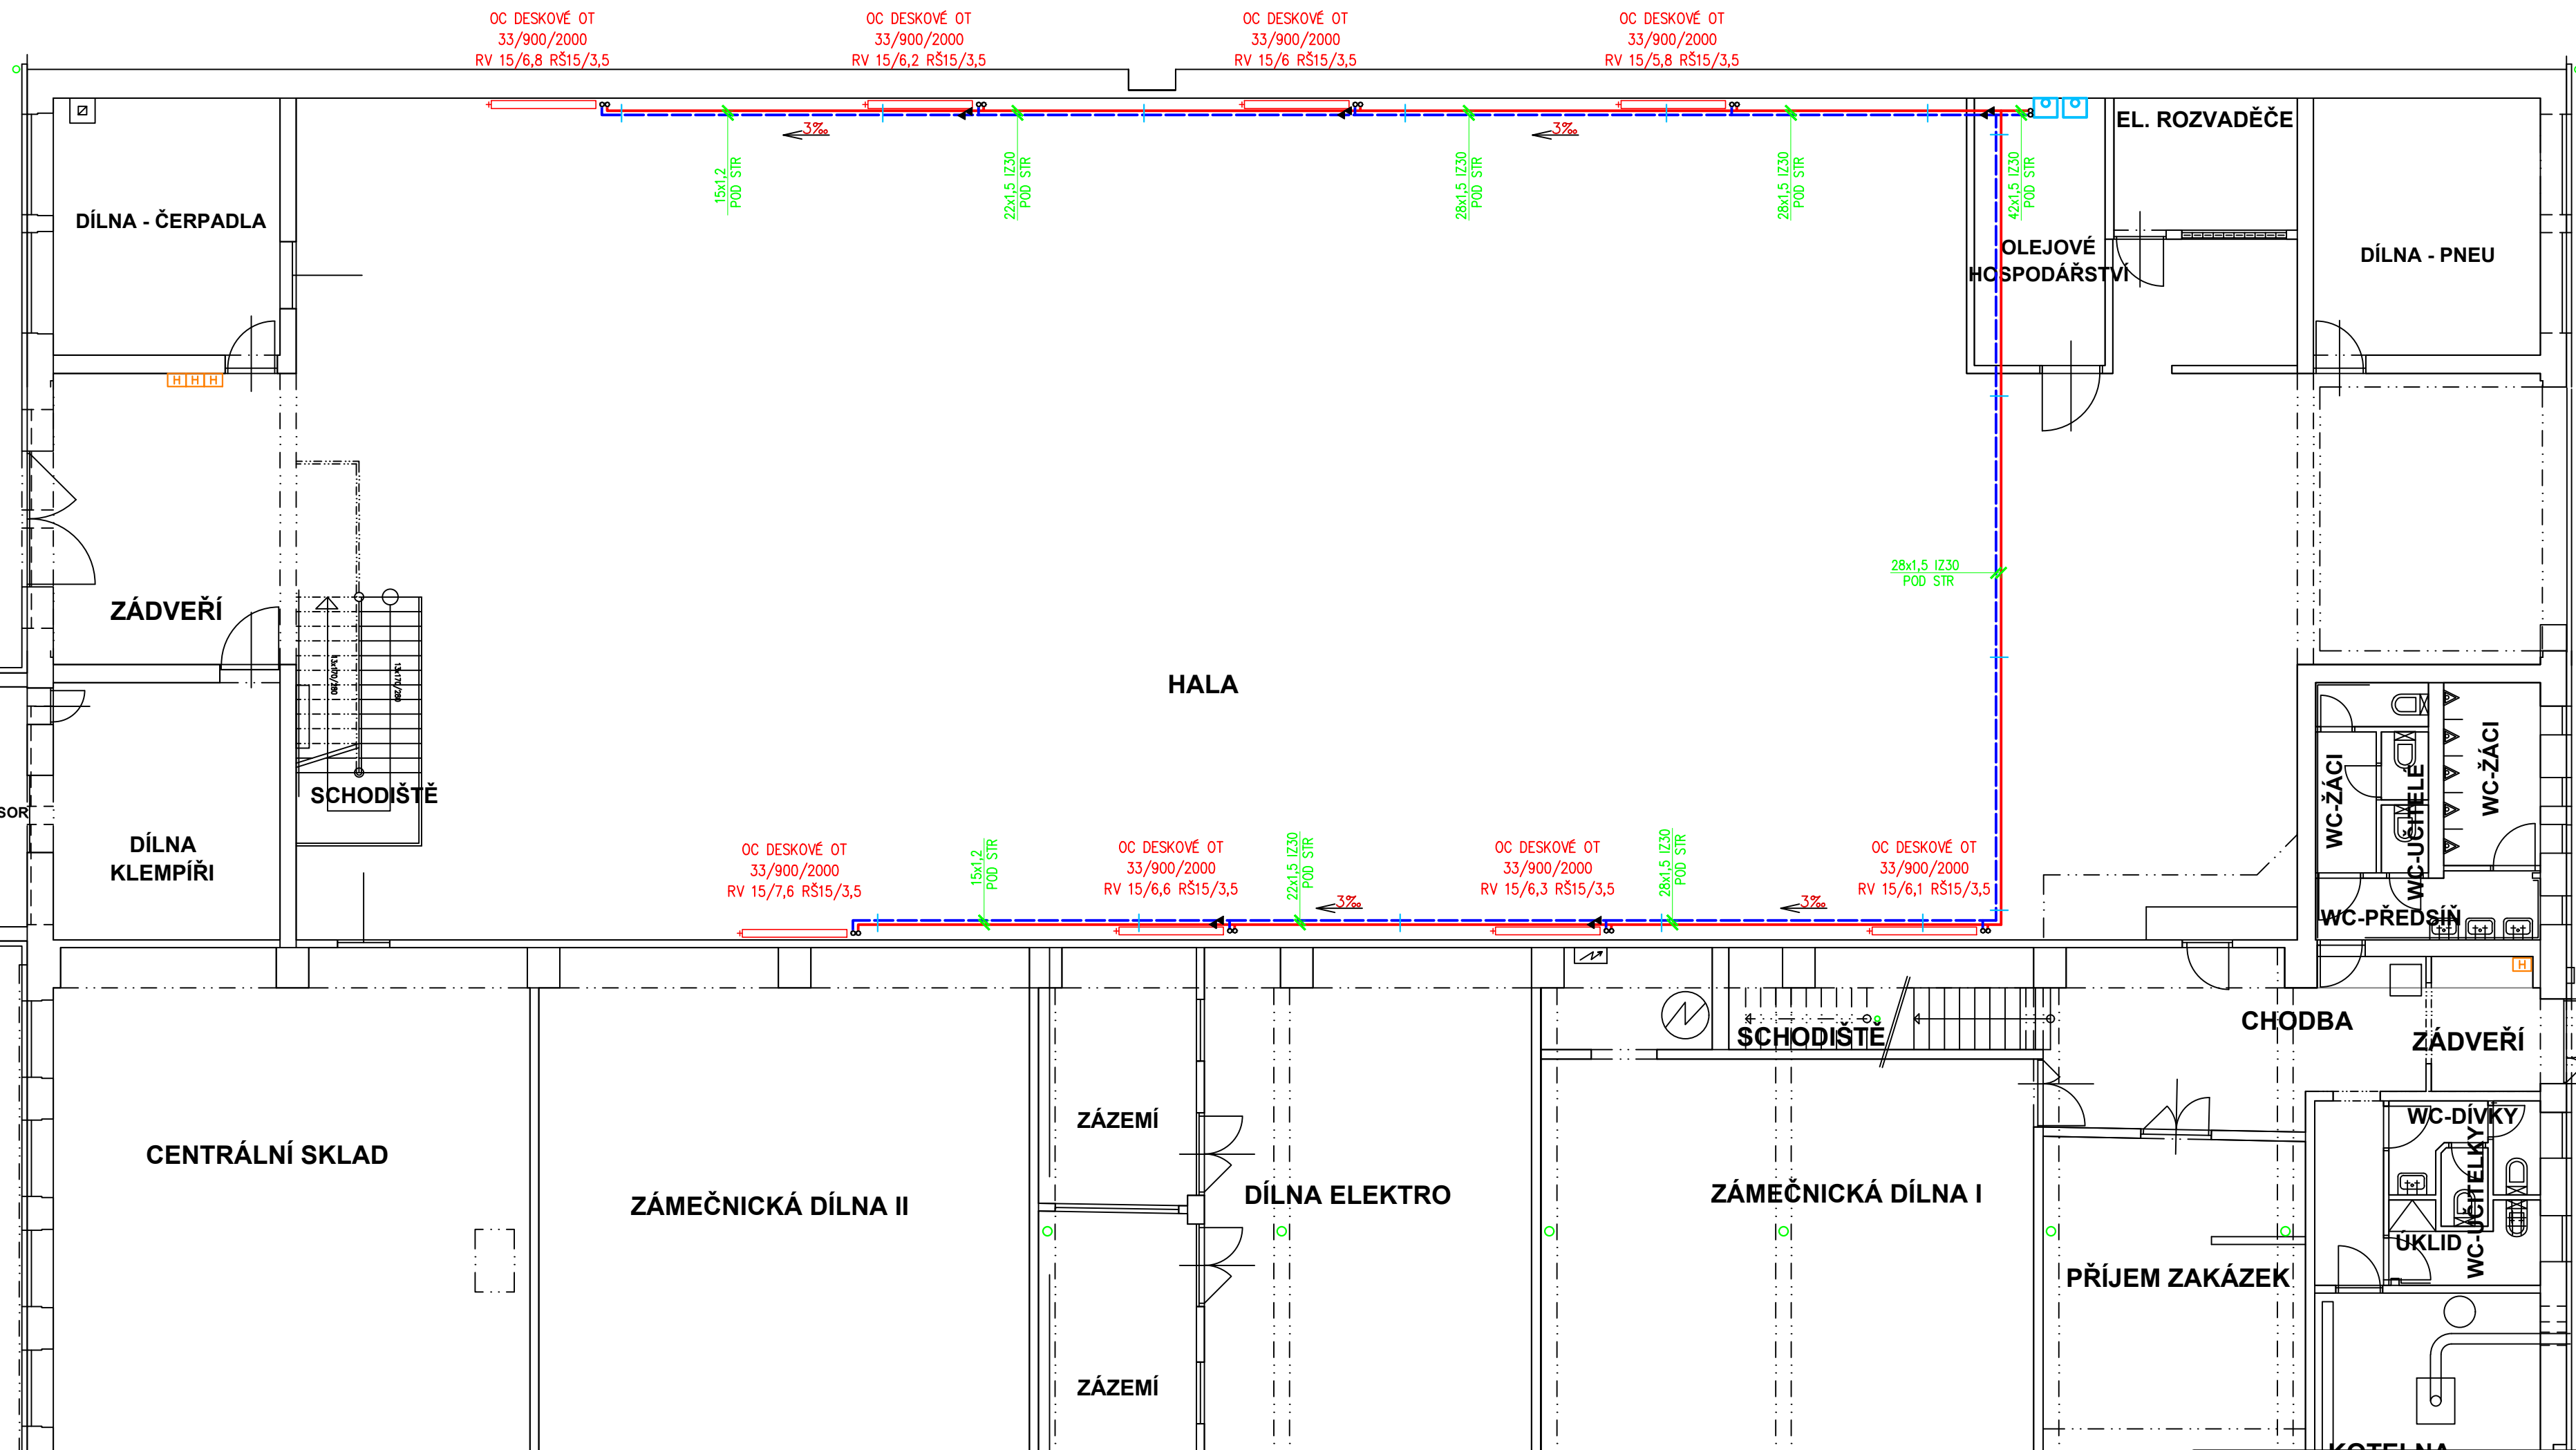 OC DESKOVÉ OT
33/900/2000
RV 15/6,8 RŠ15/3,5
OC DESKOVÉ OT
33/900/2000
RV 15/6,2 RŠ15/3,5
OC DESKOVÉ OT
33/900/2000
RV 15/6 RŠ15/3,5
OC DESKOVÉ OT
33/900/2000
RV 15/5,8 RŠ15/3,5
3‰
3‰
15x1,2
POD STR
22x1,5 IZ30
POD STR
28x1,5 IZ30
POD STR
28x1,5 IZ30
POD STR
42x1,5 IZ30
POD STR
EL. ROZVADĚČE
DÍLNA - ČERPADLA
OLEJOVÉ
HOSPODÁŘSTVÍ
DÍLNA - PNEU
H H H
28x1,5 IZ30
POD STR
ZÁDVEŘÍ
13x170/280
13x170/280
HALA
SCHODIŠTĚ
SOR
DÍLNA
KLEMPÍŘI
WC-ŽÁCI
WC-UČITELÉ
WC-ŽÁCI
OC DESKOVÉ OT
33/900/2000
RV 15/7,6 RŠ15/3,5
15x1,2
POD STR
OC DESKOVÉ OT
33/900/2000
RV 15/6,6 RŠ15/3,5
22x1,5 IZ30
POD STR
3‰
OC DESKOVÉ OT
33/900/2000
RV 15/6,3 RŠ15/3,5
28x1,5 IZ30
POD STR
3‰
OC DESKOVÉ OT
33/900/2000
RV 15/6,1 RŠ15/3,5
WC-PŘEDSÍŇ
H
SCHODIŠTĚ
CHODBA
ZÁDVEŘÍ
ZÁZEMÍ
WC-DÍVKY
CENTRÁLNÍ SKLAD
ZÁMEČNICKÁ DÍLNA II
DÍLNA ELEKTRO
ZÁMEČNICKÁ DÍLNA I
WC-UČITELKY
ÚKLID
PŘÍJEM ZAKÁZEK
ZÁZEMÍ
KOTELNA